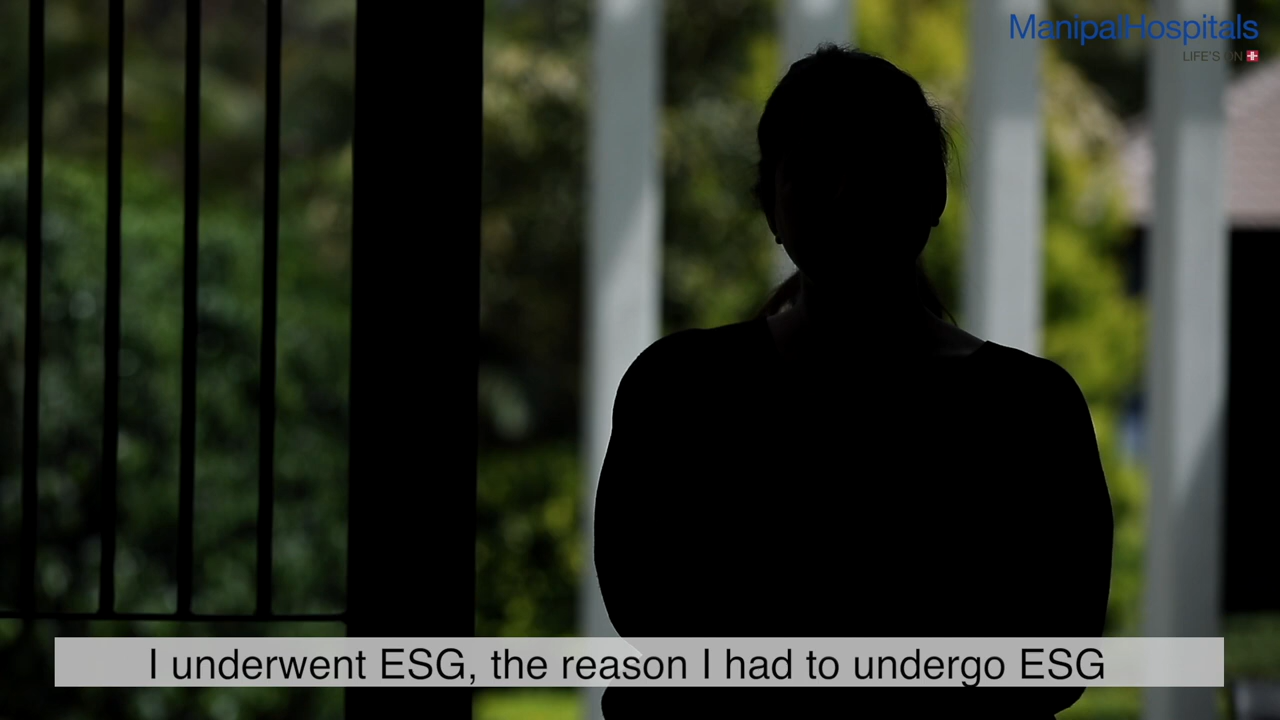 ManipalHospitals
LIFE'S ON
I underwent ESG, the reason I had to undergo ESG